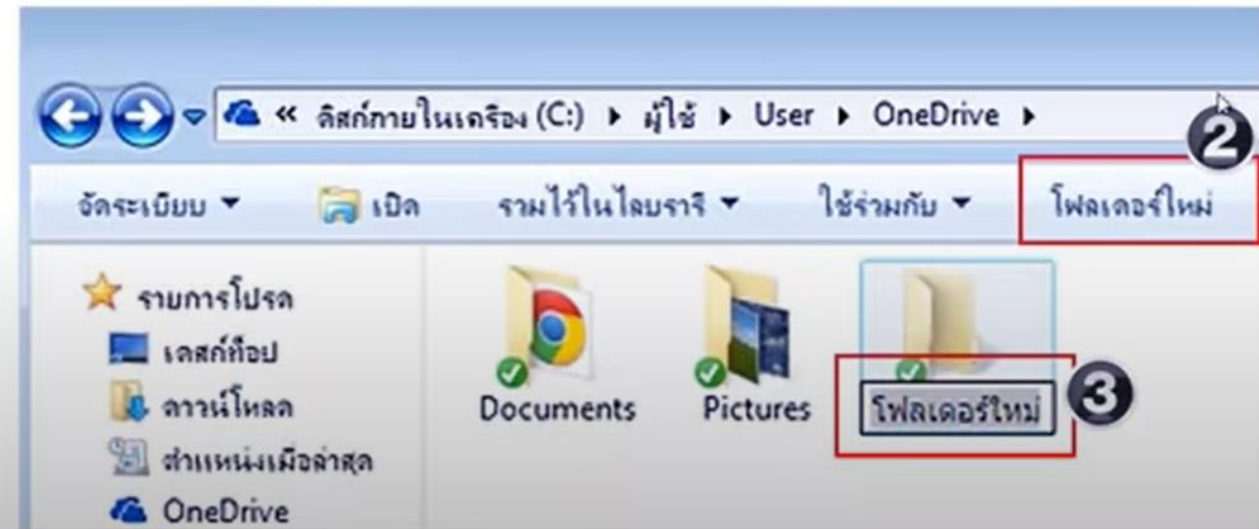 « ดิสก์ภายในเครื่อง (C:) ▸ ผู้ใช้ ▸ User ▸ OneDrive ▸
2
จัดระเบียบ ▾ เปิด รวมไว้ในไลบรารี ▾ ใช้ร่วมกับ ▾ โฟลเดอร์ใหม่
รายการโปรด
เดสก์ท็อป
ดาวน์โหลด
ตำแหน่งเมื่อล่าสุด
OneDrive
Documents Pictures โฟลเดอร์ใหม่ 3